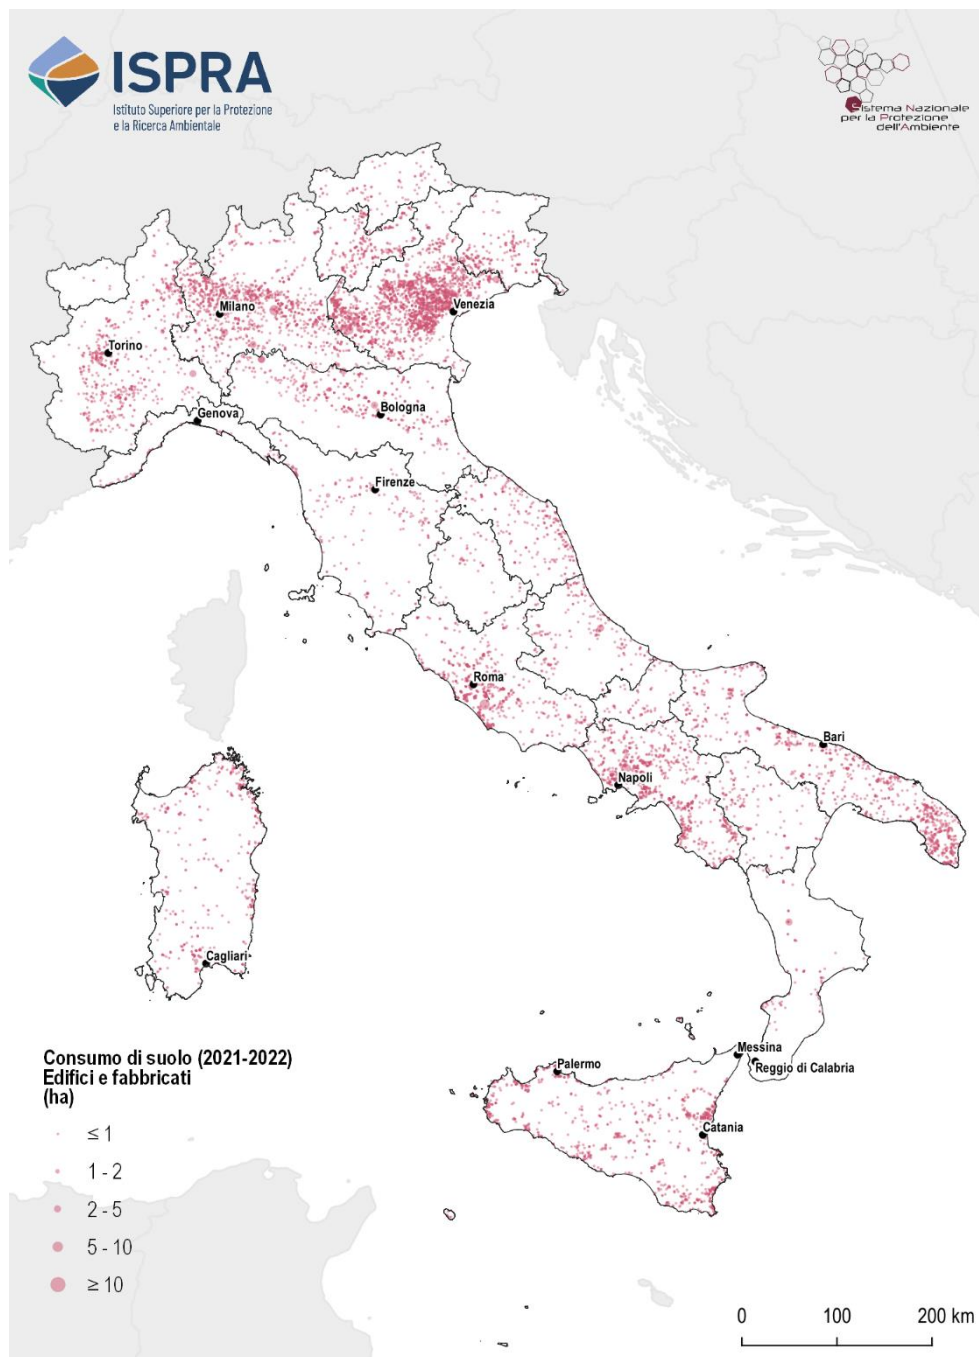 ISPRA
Istituto Superiore per la Protezione
e la Ricerca Ambientale
Sistema Nazionale
per la Protezione
dell'Ambiente
Milano
Venezia
Torino
Bologna
Genova
Firenze
Roma
Bari
Napoli
Cagliari
Messina
Palermo
Reggio di Calabria
Catania
Consumo di suolo (2021-2022)
Edifici e fabbricati
(ha)
≤ 1
1 - 2
2 - 5
5 - 10
≥ 10
0 100 200 km